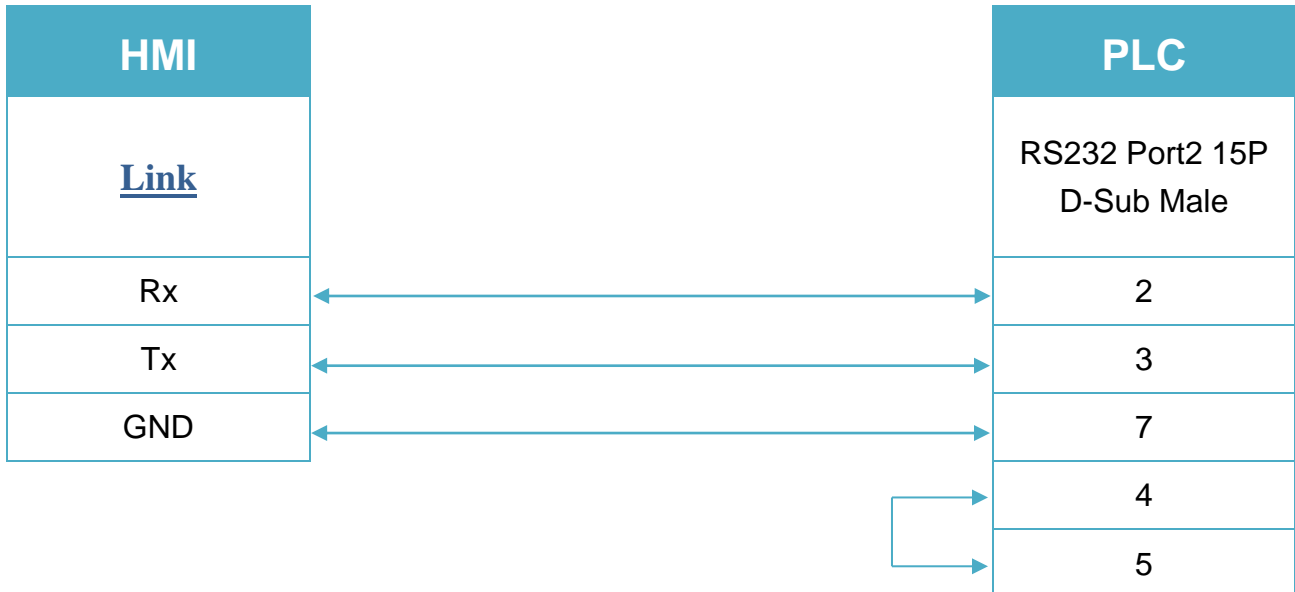 HMI
PLC
Link
RS232 Port2 15P
D-Sub Male
Rx
2
Tx
3
GND
7
4
5